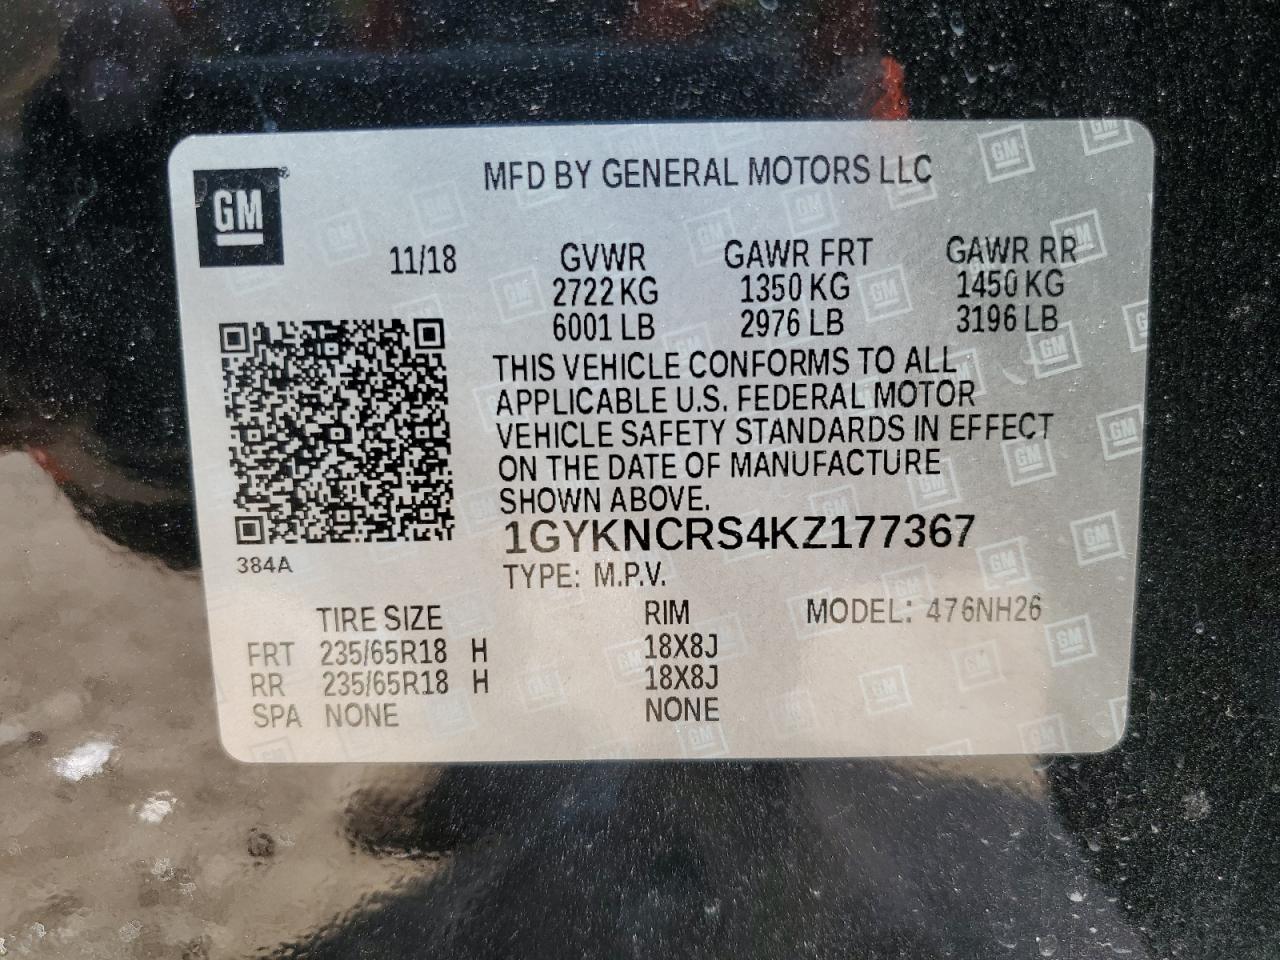 MFD BY GENERAL MOTORS LLC
GM
11/18 GVWR GAWR FRT GAWR RR
2722 KG 1350 KG 1450 KG
6001 LB 2976 LB 3196 LB
THIS VEHICLE CONFORMS TO ALL
APPLICABLE U.S. FEDERAL MOTOR
VEHICLE SAFETY STANDARDS IN EFFECT
ON THE DATE OF MANUFACTURE
SHOWN ABOVE.
1GYKNCRS4KZ177367
384A
TYPE: M.P.V.
TIRE SIZE RIM MODEL: 476NH26
FRT 235/65R18 H 18X8J
RR 235/65R18 H 18X8J
SPA NONE NONE